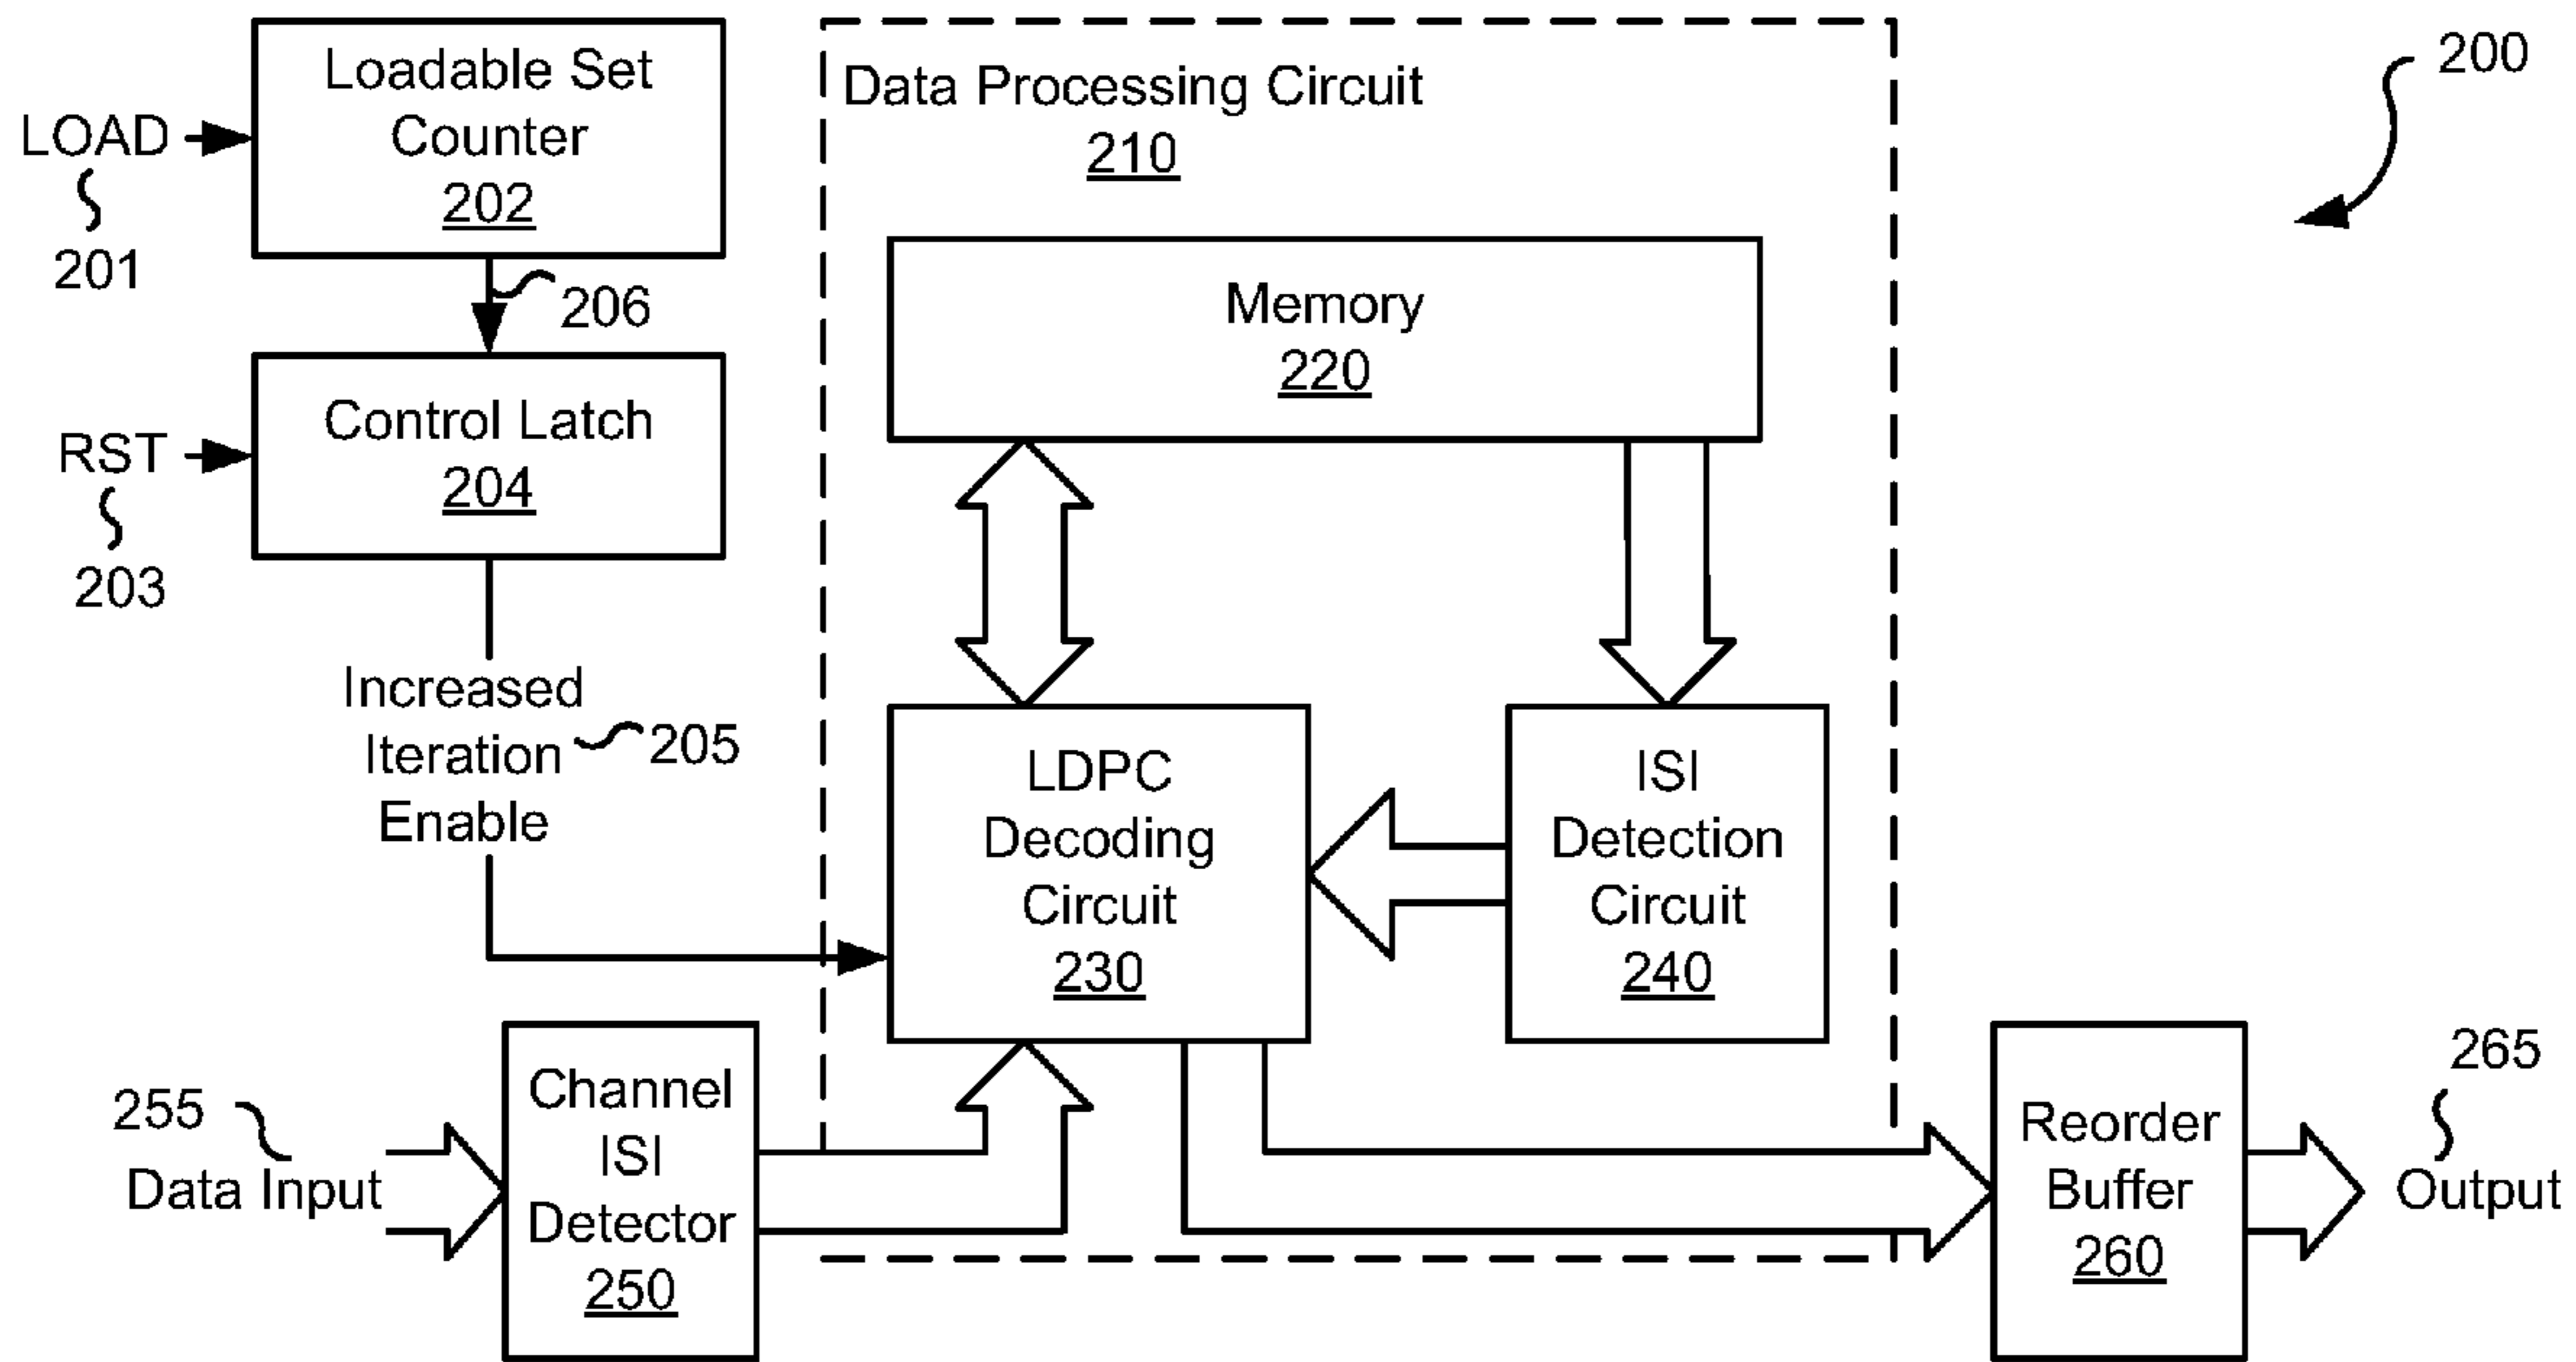 Loadable Set
Counter
202
LOAD
201
206
Control Latch
204
RST
203
Increased
Iteration
Enable
205
Data Processing Circuit
210
200
Memory
220
LDPC
Decoding
Circuit
230
ISI
Detection
Circuit
240
255
Data Input
Channel
ISI
Detector
250
Reorder
Buffer
260
265
Output